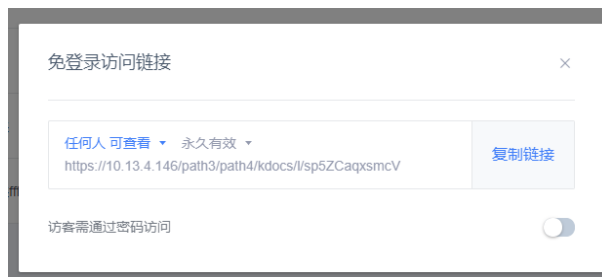 免登录访问链接
任何人 可查看 永久有效
https://10.13.4.146/path3/path4/kdocs/l/sp5ZCaqxsmcV
复制链接
访客需通过密码访问